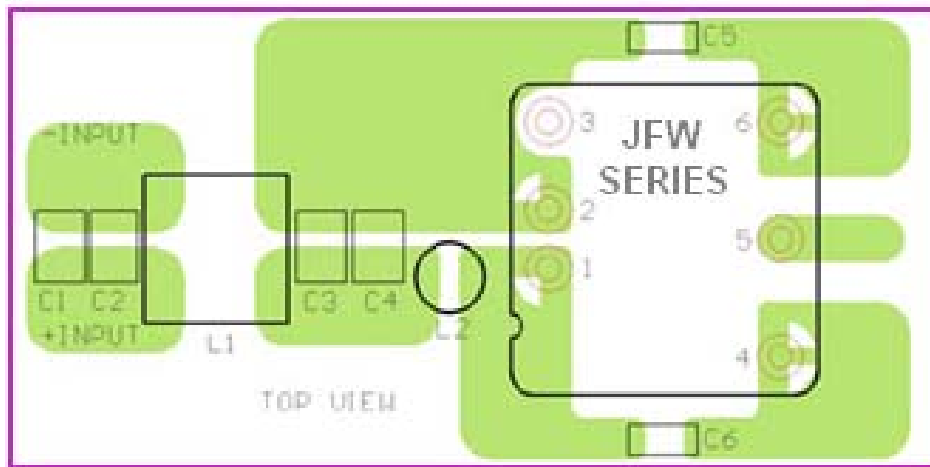 C5
-INPUT
3
JFW
SERIES
6
2
5
1
C1
C2
C3
C4
L2
+INPUT
L1
4
TOP VIEW
C6